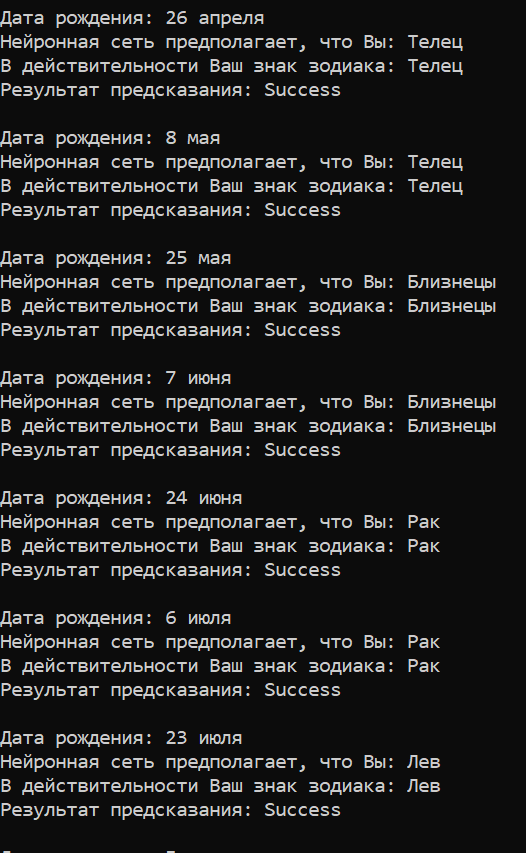 Дата рождения: 26 апреля
Нейронная сеть предполагает, что Вы: Телец
В действительности Ваш знак зодиака: Телец
Результат предсказания: Success
Дата рождения: 8 мая
Нейронная сеть предполагает, что Вы: Телец
В действительности Ваш знак зодиака: Телец
Результат предсказания: Success
Дата рождения: 25 мая
Нейронная сеть предполагает, что Вы: Близнецы
В действительности Ваш знак зодиака: Близнецы
Результат предсказания: Success
Дата рождения: 7 июня
Нейронная сеть предполагает, что Вы: Близнецы
В действительности Ваш знак зодиака: Близнецы
Результат предсказания: Success
Дата рождения: 24 июня
Нейронная сеть предполагает, что Вы: Рак
В действительности Ваш знак зодиака: Рак
Результат предсказания: Success
Дата рождения: 6 июля
Нейронная сеть предполагает, что Вы: Рак
В действительности Ваш знак зодиака: Рак
Результат предсказания: Success
Дата рождения: 23 июля
Нейронная сеть предполагает, что Вы: Лев
В действительности Ваш знак зодиака: Лев
Результат предсказания: Success